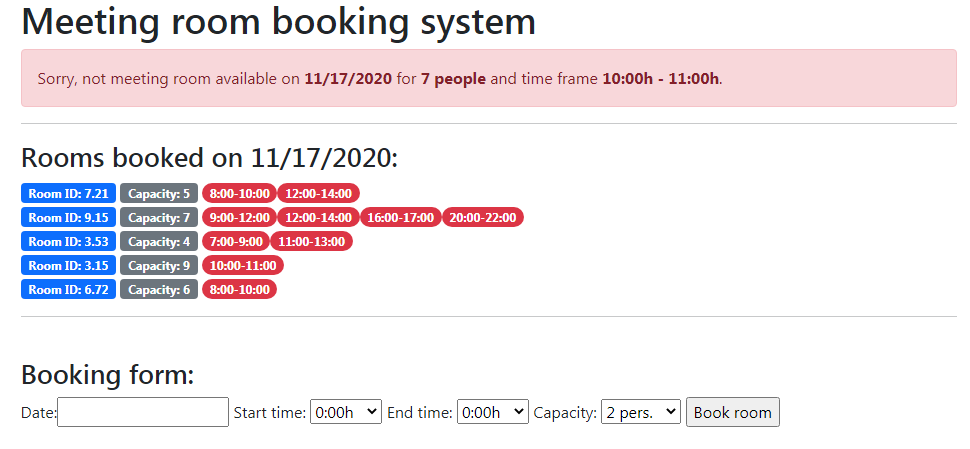 Meeting room booking system
Sorry, not meeting room available on 11/17/2020 for 7 people and time frame 10:00h - 11:00h.
Rooms booked on 11/17/2020:
Room ID: 7.21 Capacity: 5 8:00-10:00 12:00-14:00
Room ID: 9.15 Capacity: 7 9:00-12:00 12:00-14:00 16:00-17:00 20:00-22:00
Room ID: 3.53 Capacity: 4 7:00-9:00 11:00-13:00
Room ID: 3.15 Capacity: 9 10:00-11:00
Room ID: 6.72 Capacity: 6 8:00-10:00
Booking form:
Date: Start time: 0:00h End time: 0:00h Capacity: 2 pers. Book room